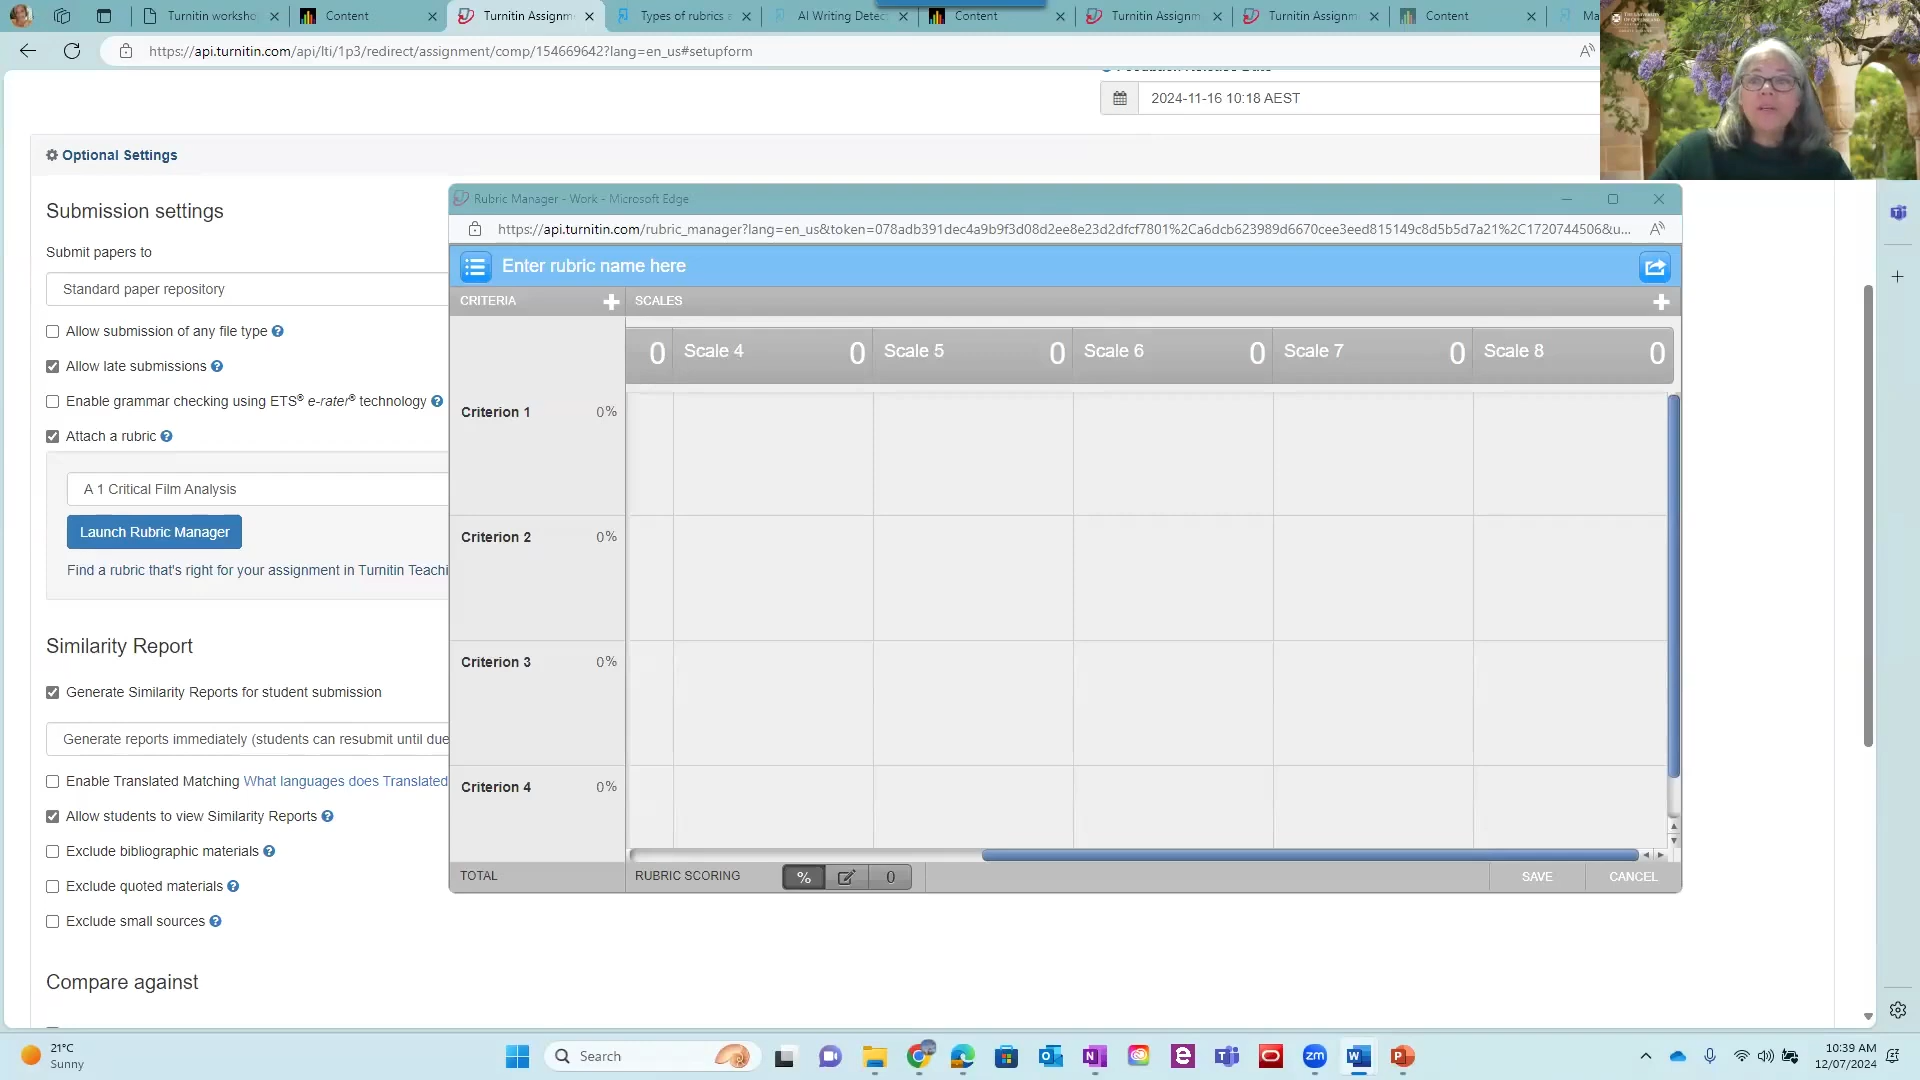 Turnitin worksho
Content
Turnitin Assignm
Types of rubrics a
AI Writing Detec
Content
Turnitin Assignm
Turnitin Assignm
Content
Ma
https://api.turnitin.com/api/lti/1p3/redirect/assignment/comp/154669642?lang=en_us#setupform
2024-11-16 10:18 AEST
Optional Settings
Submission settings
Submit papers to
Standard paper repository
Allow submission of any file type
Allow late submissions
Enable grammar checking using ETS® e-rater® technology
Attach a rubric
A 1 Critical Film Analysis
Launch Rubric Manager
Find a rubric that's right for your assignment in Turnitin Teachi
Similarity Report
Generate Similarity Reports for student submission
Generate reports immediately (students can resubmit until due
Enable Translated Matching What languages does Translated
Allow students to view Similarity Reports
Exclude bibliographic materials
Exclude quoted materials
Exclude small sources
Compare against
Rubric Manager - Work - Microsoft Edge
https://api.turnitin.com/rubric_manager?lang=en_us&token=078adb391dec4a9b9f3d08d2ee8e23d2dfcf7801%2Ca6dcb623989d6670cee3eed815149c8d5b5d7a21%2C1720744506&u...
Enter rubric name here
CRITERIA
SCALES
0 Scale 4 0 Scale 5 0 Scale 6 0 Scale 7 0 Scale 8 0
Criterion 1 0%
Criterion 2 0%
Criterion 3 0%
Criterion 4 0%
TOTAL
RUBRIC SCORING
%
0
SAVE
CANCEL
21°C
Sunny
Search
10:39 AM
12/07/2024